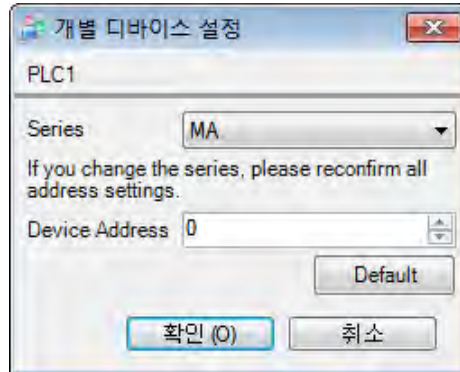 개별 디바이스 설정
PLC1
Series MA
If you change the series, please reconfirm all
address settings.
Device Address 0
Default
확인 (O) 취소